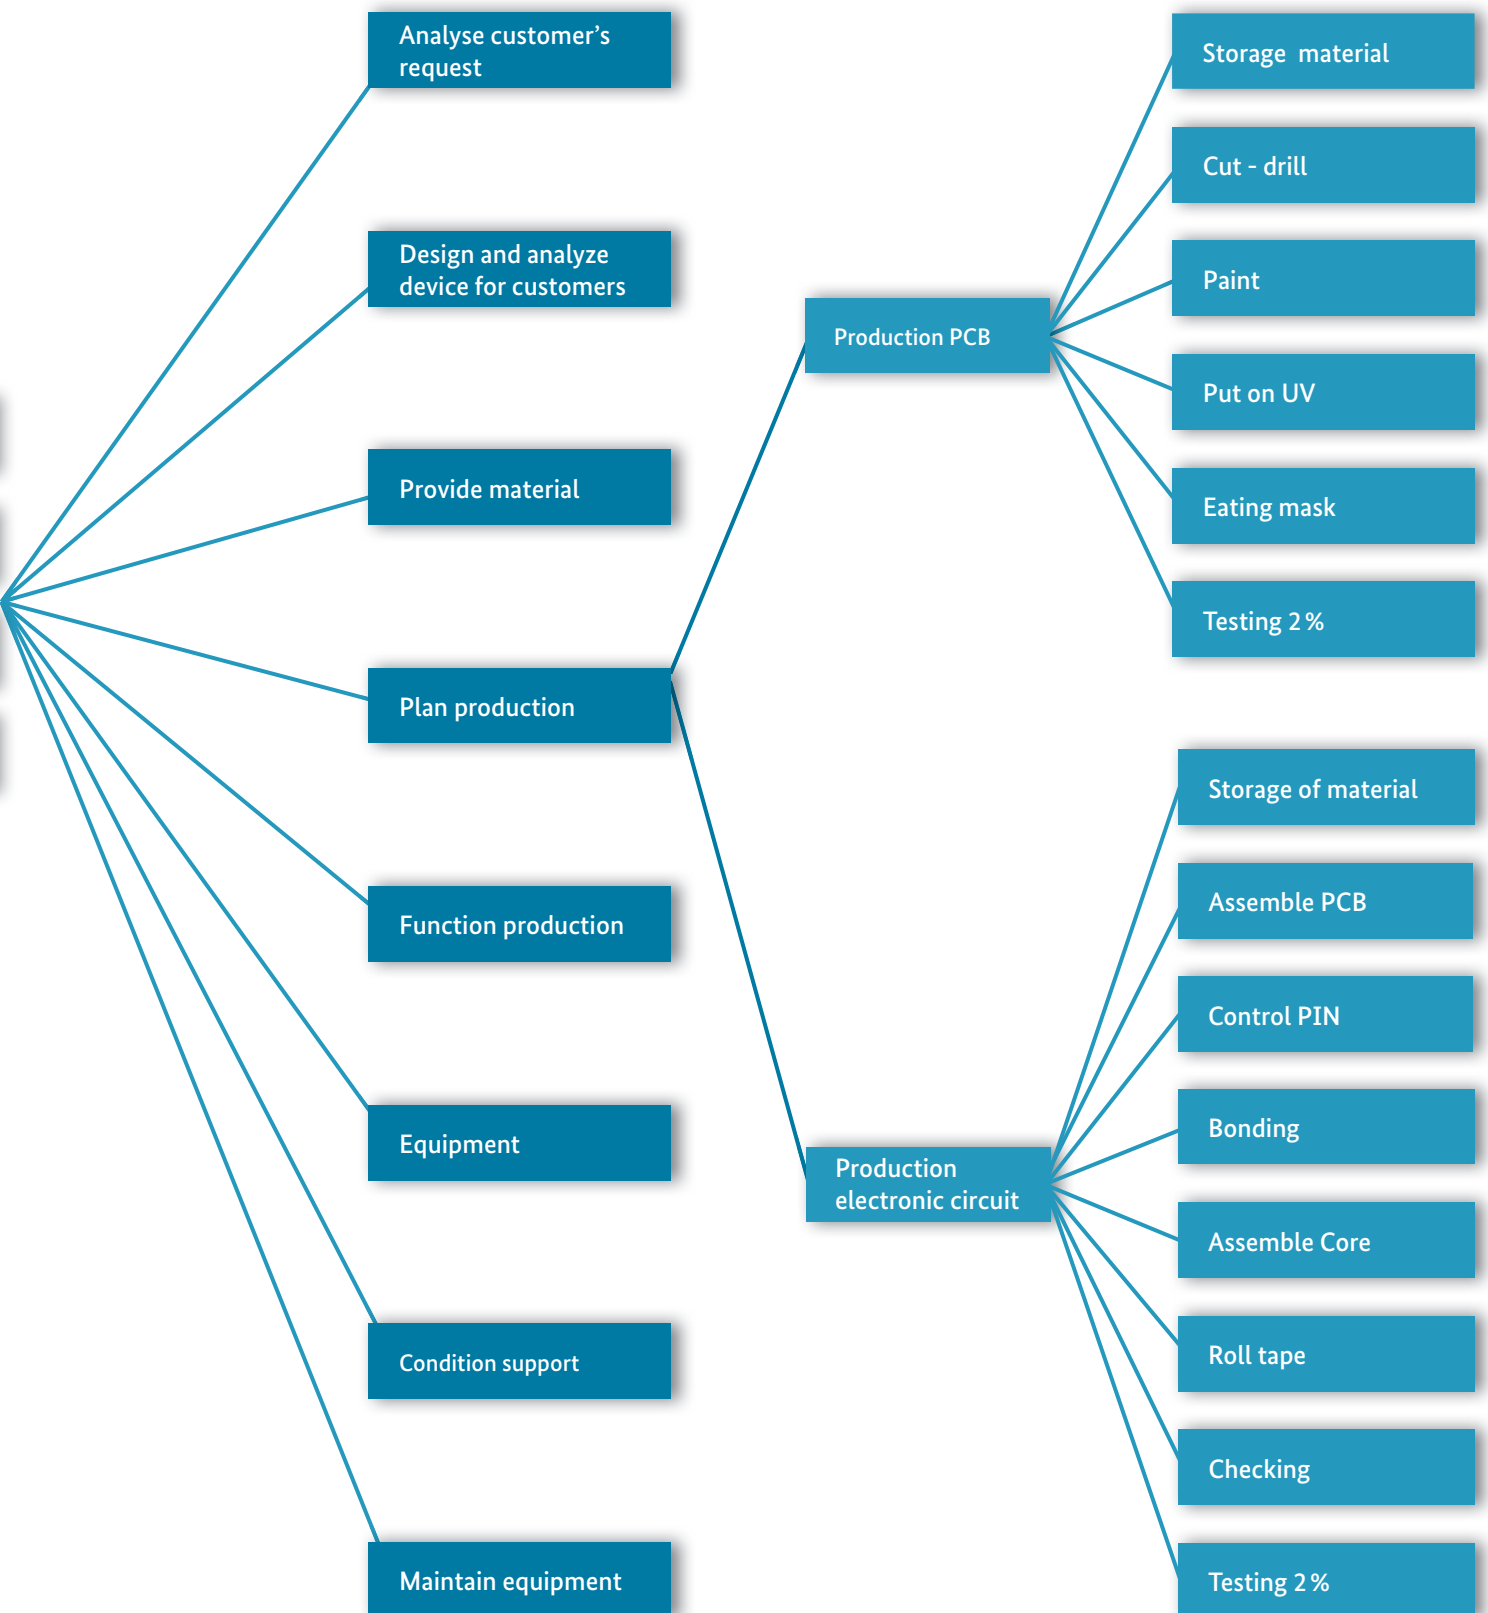 Analyse customer’s
request
Design and analyze
device for customers
Provide material
Plan production
Function production
Equipment
Condition support
Maintain equipment
Production PCB
Production
electronic circuit
Storage  material
Cut - drill
Paint
Put on UV
Eating mask
Testing 2 %
Storage of material
Assemble PCB
Control PIN
Bonding
Assemble Core
Roll tape
Checking
Testing 2 %